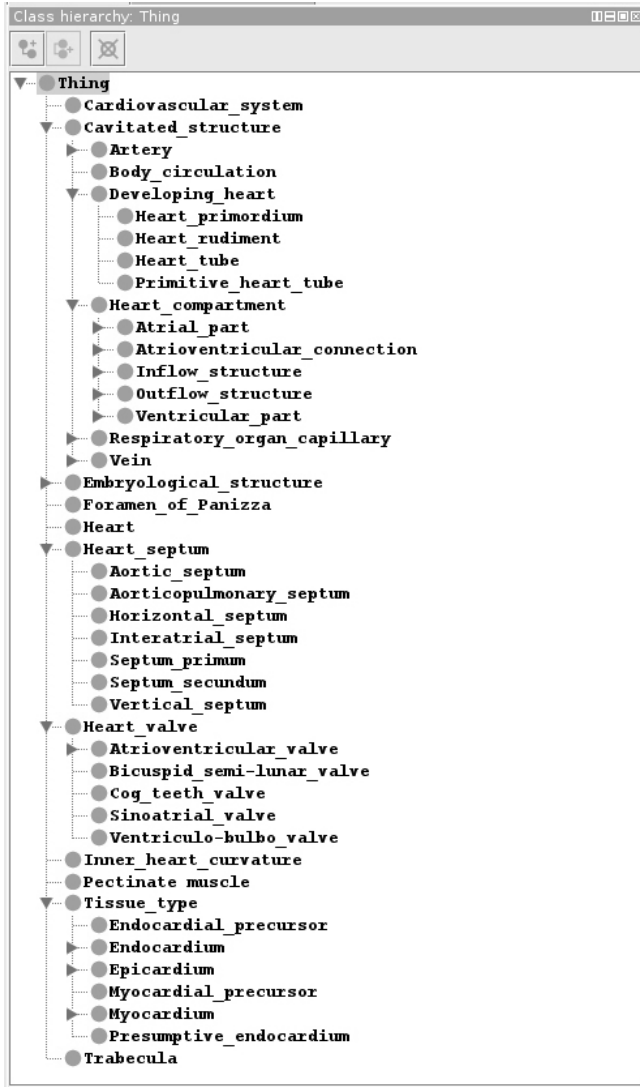 Class hierarchy: Thing
Thing
Cardiovascular_system
Cavitated_structure
Artery
Body_circulation
Developing_heart
Heart_primordium
Heart_rudiment
Heart_tube
Primitive_heart_tube
Heart_compartment
Atrial_part
Atrioventricular_connection
Inflow_structure
Outflow_structure
Ventricular_part
Respiratory_organ_capillary
Vein
Embryological_structure
Foramen_of_Panizza
Heart
Heart_septum
Aortic_septum
Aorticopulmonary_septum
Horizontal_septum
Interatrial_septum
Septum_primum
Septum_secundum
Vertical_septum
Heart_valve
Atrioventricular_valve
Bicuspid_semi-lunar_valve
Cog_teeth_valve
Sinoatrial_valve
Ventriculo-bulbo_valve
Inner_heart_curvature
Pectinate muscle
Tissue_type
Endocardial_precursor
Endocardium
Epicardium
Myocardial_precursor
Myocardium
Presumptive_endocardium
Trabecula